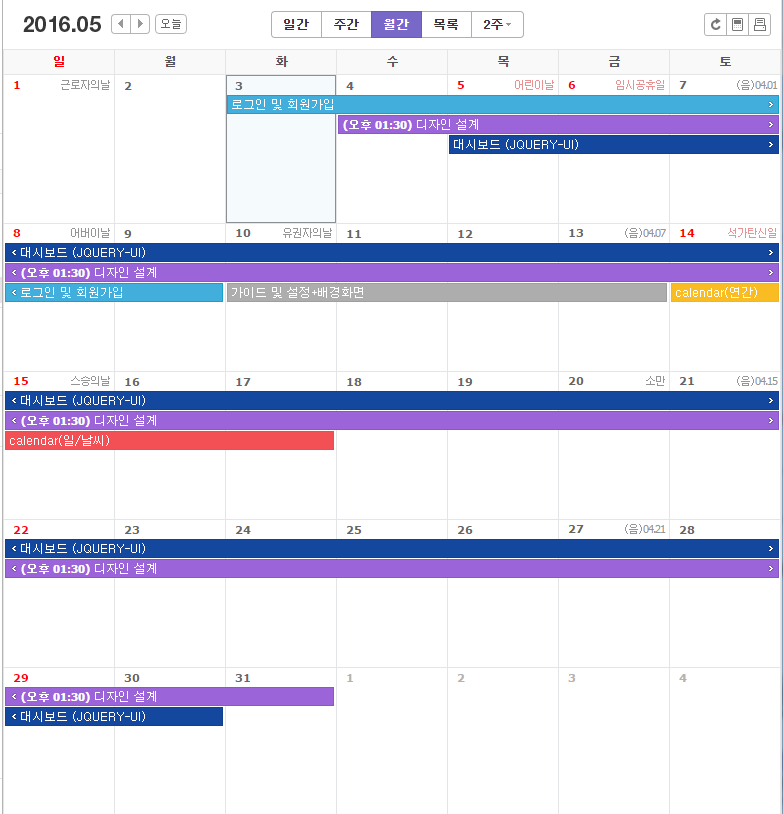 2016.05 오늘 일간 주간 월간 목록 2주
일 월 화 수 목 금 토
1 근로자의날 2 3 4 5 어린이날 6 임시공휴일 7 (음)04.01
로그인 및 회원가입
(오후 01:30) 디자인 설계
대시보드 (JQUERY-UI)
8 어버이날 9 10 유권자의날 11 12 13 (음)04.07 14 석가탄신일
대시보드 (JQUERY-UI)
(오후 01:30) 디자인 설계
로그인 및 회원가입 가이드 및 설정+배경화면 calendar(연간)
15 스승의날 16 17 18 19 20 소만 21 (음)04.15
대시보드 (JQUERY-UI)
(오후 01:30) 디자인 설계
calendar(일/날씨)
22 23 24 25 26 27 (음)04.21 28
대시보드 (JQUERY-UI)
(오후 01:30) 디자인 설계
29 30 31 1 2 3 4
(오후 01:30) 디자인 설계
대시보드 (JQUERY-UI)